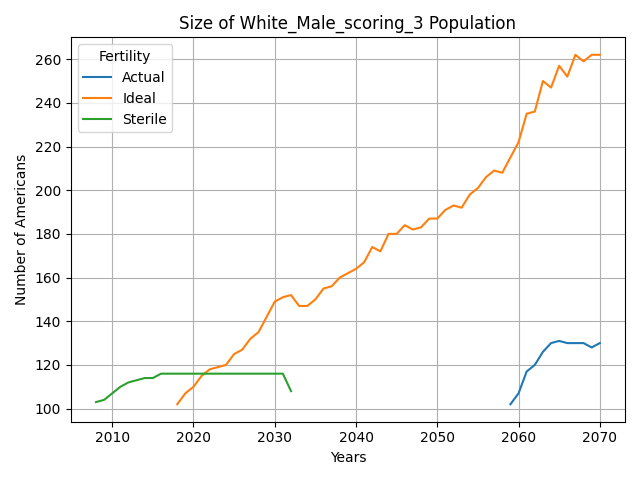 Size of White_Male_scoring_3 Population
Fertility
Actual
Ideal
Sterile
Number of Americans
260
240
220
200
180
160
140
120
100
2010 2020 2030 2040 2050 2060 2070
Years